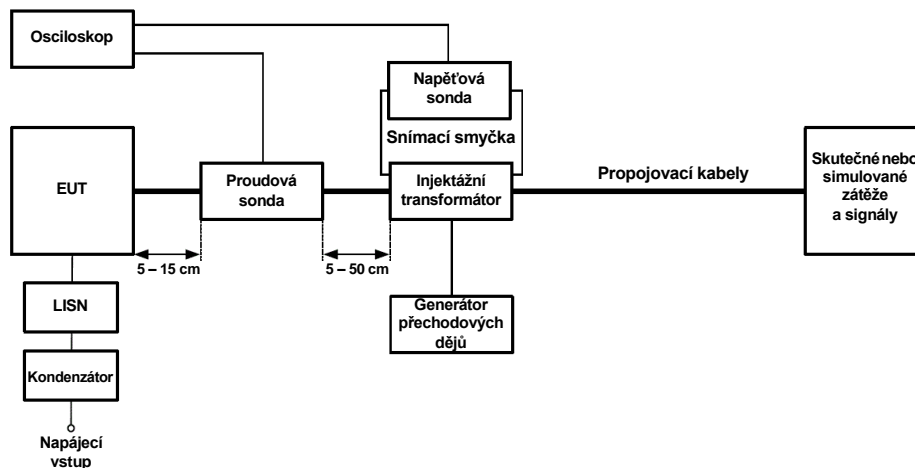 Osciloskop
Napěťová
sonda
Snímací smyčka
EUT
Proudová
sonda
Injektážní
transformátor
Propojovací kabely
Skutečné nebo
simulované
zátěže
a signály
5 – 15 cm
5 – 50 cm
LISN
Generátor
přechodových
dějů
Kondenzátor
Napájecí
vstup